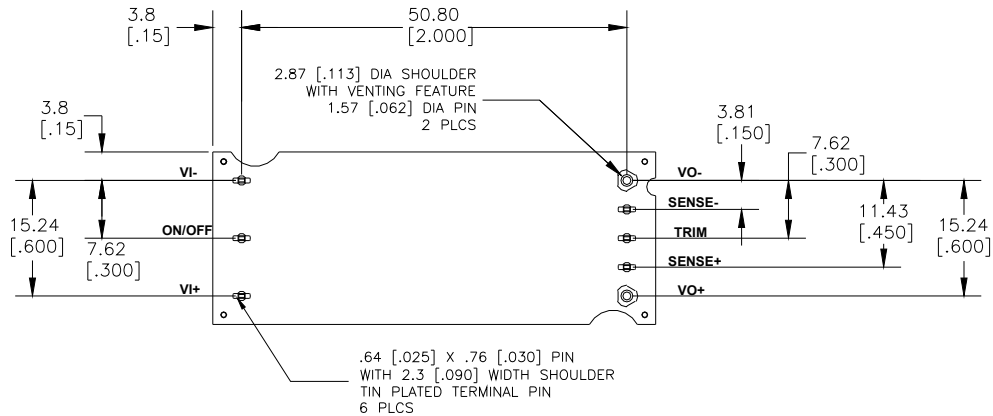 3.8
[.15]
50.80
[2.000]
2.87 [.113] DIA SHOULDER
WITH VENTING FEATURE
1.57 [.062] DIA PIN
2 PLCS
3.8
[.15]
3.81
[.150]
7.62
[.300]
VI-
VO-
SENSE-
ON/OFF
TRIM
SENSE+
VI+
VO+
15.24
[.600]
7.62
[.300]
11.43
[.450]
15.24
[.600]
.64 [.025] X .76 [.030] PIN
WITH 2.3 [.090] WIDTH SHOULDER
TIN PLATED TERMINAL PIN
6 PLCS